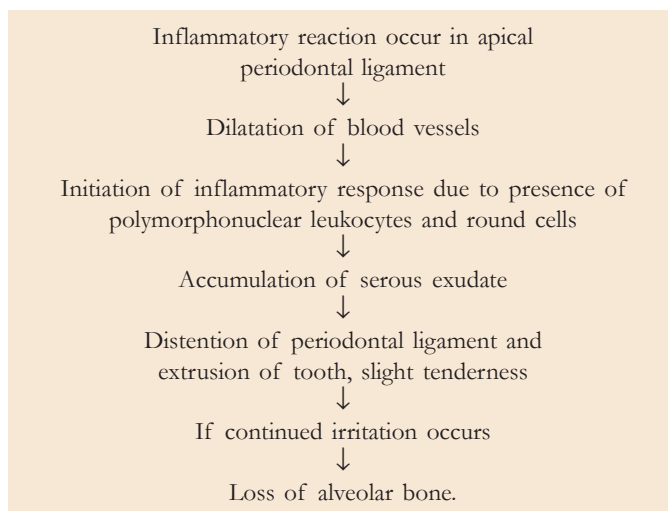 Inflammatory reaction occur in apical
periodontal ligament
↓
Dilatation of blood vessels
↓
Initiation of inflammatory response due to presence of
polymorphonuclear leukocytes and round cells
↓
Accumulation of serous exudate
↓
Distention of periodontal ligament and
extrusion of tooth, slight tenderness
↓
If continued irritation occurs
↓
Loss of alveolar bone.